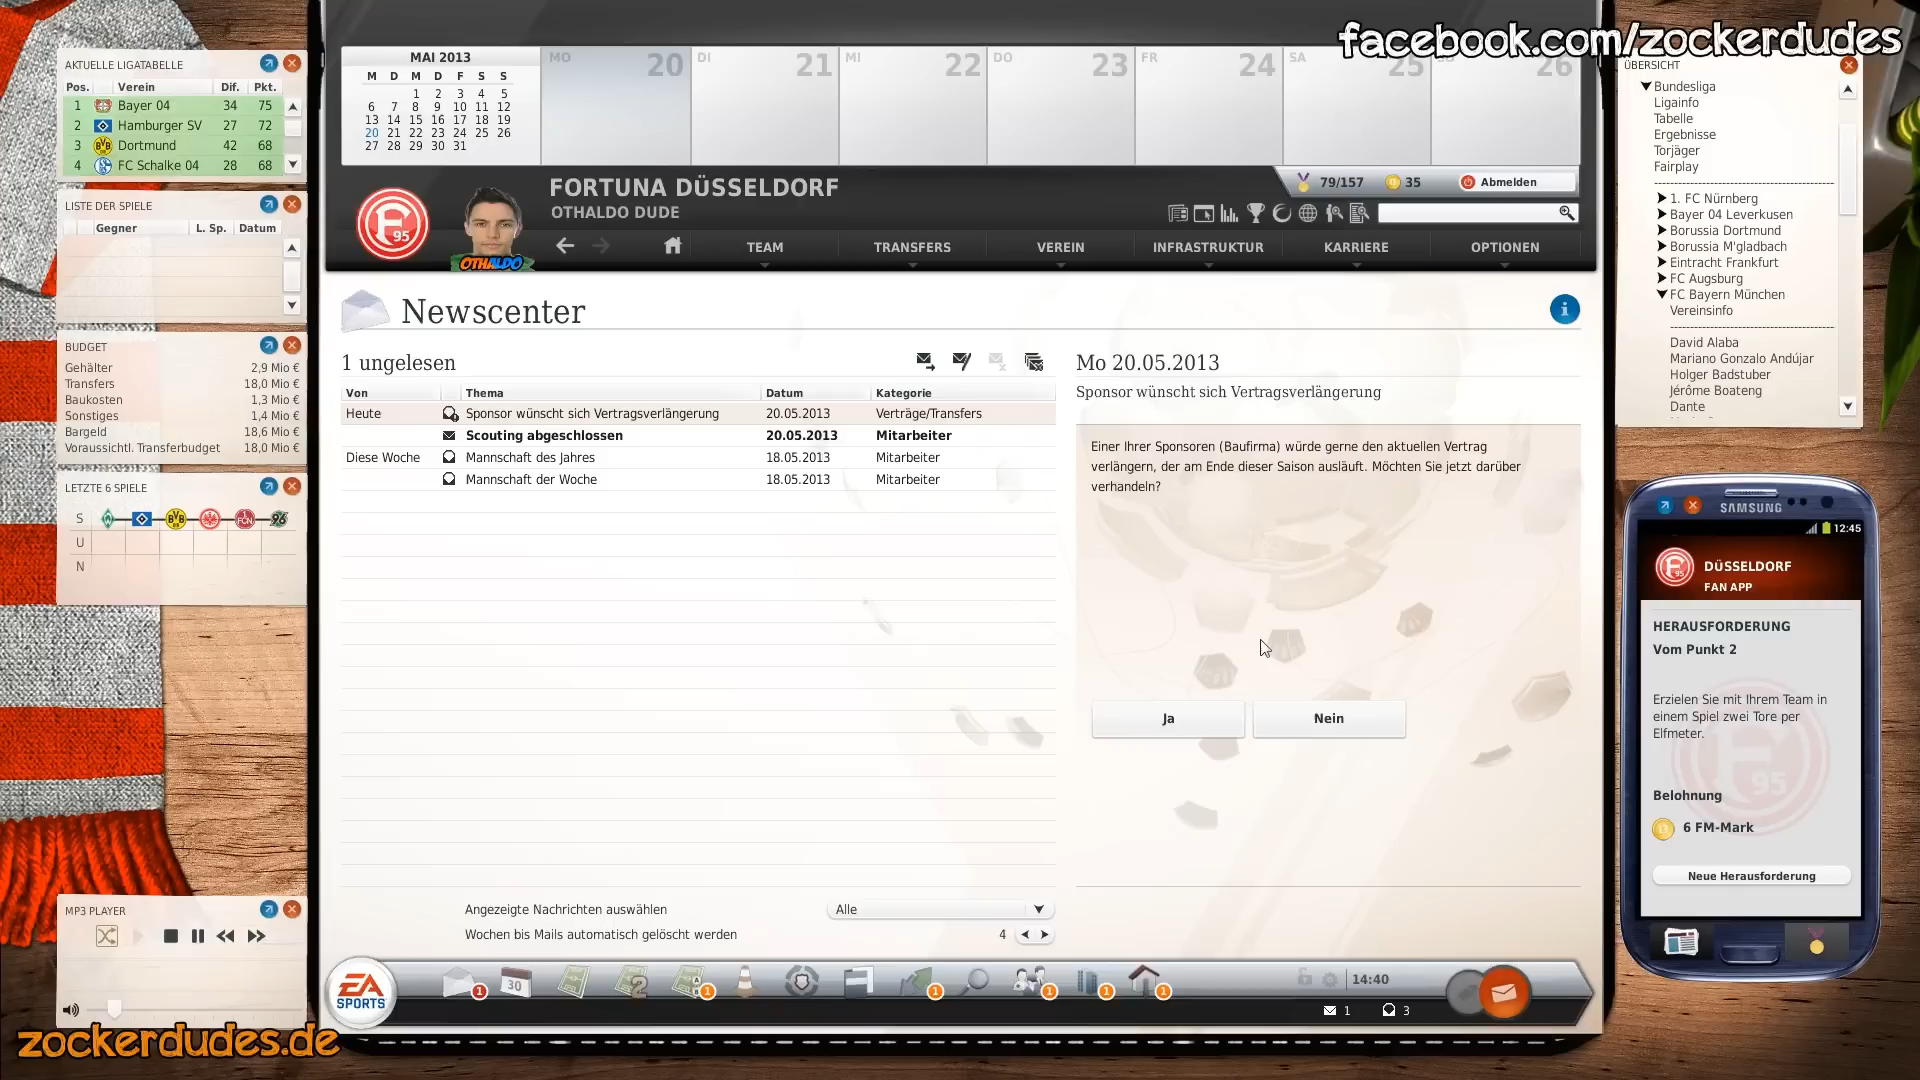 facebook.com/zockerdudes
AKTUELLE LIGATABELLE
Pos. Verein Dif. Pkt.
1 Bayer 04 34 75
2 Hamburger SV 27 72
3 Dortmund 42 68
4 FC Schalke 04 28 68
LISTE DER SPIELE
Gegner L. Sp. Datum
BUDGET
Gehälter 2,9 Mio €
Transfers 18,0 Mio €
Baukosten 1,3 Mio €
Sonstiges 1,4 Mio €
Bargeld 18,6 Mio €
Voraussichtl. Transferbudget 18,0 Mio €
LETZTE 6 SPIELE
S
U
N
MP3 PLAYER
zockerdudes.de
MAI 2013
M D M D F S S
1 2 3 4 5
6 7 8 9 10 11 12
13 14 15 16 17 18 19
20 21 22 23 24 25 26
27 28 29 30 31
MO 20 DI 21 MI 22 DO 23 FR 24 SA 25 26
FORTUNA DÜSSELDORF
OTHALDO DUDE
F95
OTHALDO
79/157 35 Abmelden
TEAM TRANSFERS VEREIN INFRASTRUKTUR KARRIERE OPTIONEN
Newscenter
1 ungelesen
Von Thema Datum Kategorie
Heute Sponsor wünscht sich Vertragsverlängerung 20.05.2013 Verträge/Transfers
Scouting abgeschlossen 20.05.2013 Mitarbeiter
Diese Woche Mannschaft des Jahres 18.05.2013 Mitarbeiter
Mannschaft der Woche 18.05.2013 Mitarbeiter
Angezeigte Nachrichten auswählen Alle
Wochen bis Mails automatisch gelöscht werden 4
Mo 20.05.2013
Sponsor wünscht sich Vertragsverlängerung
Einer Ihrer Sponsoren (Baufirma) würde gerne den aktuellen Vertrag
verlängern, der am Ende dieser Saison ausläuft. Möchten Sie jetzt darüber
verhandeln?
Ja Nein
EA
SPORTS
1 30 2 1 1 1 1 1
14:40
1 3
ÜBERSICHT
Bundesliga
Ligainfo
Tabelle
Ergebnisse
Torjäger
Fairplay
1. FC Nürnberg
Bayer 04 Leverkusen
Borussia Dortmund
Borussia M'gladbach
Eintracht Frankfurt
FC Augsburg
FC Bayern München
Vereinsinfo
David Alaba
Mariano Gonzalo Andújar
Holger Badstuber
Jérôme Boateng
Dante
SAMSUNG
12:45
DÜSSELDORF
FAN APP
HERAUSFORDERUNG
Vom Punkt 2
Erzielen Sie mit Ihrem Team in
einem Spiel zwei Tore per
Elfmeter.
Belohnung
6 FM-Mark
Neue Herausforderung